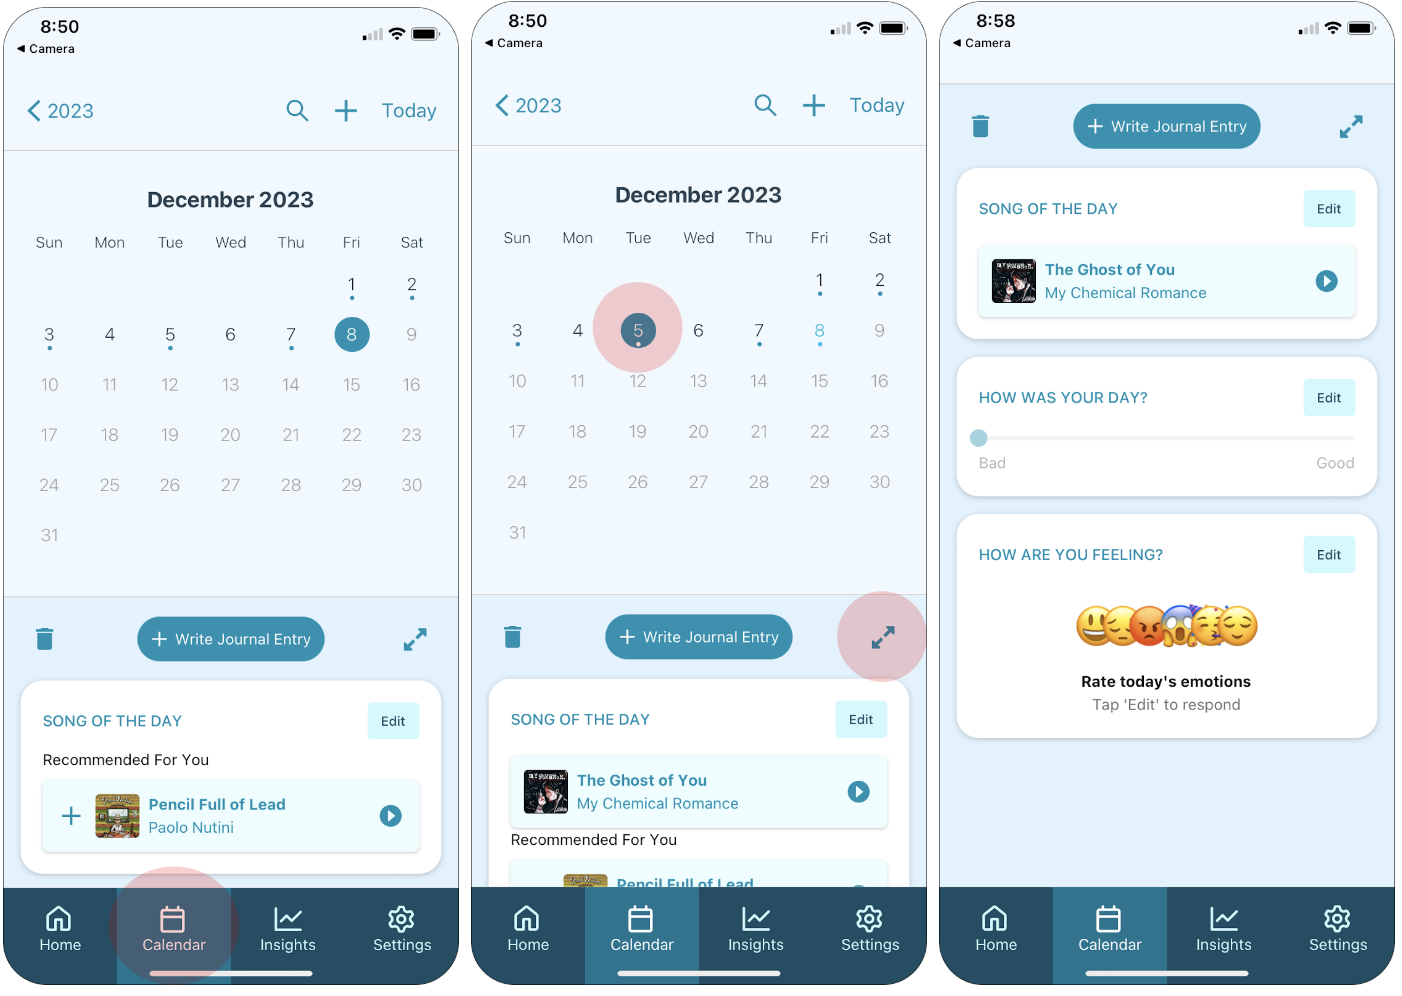 8:50
◀ Camera
2023
Today
December 2023
Sun Mon Tue Wed Thu Fri Sat
1 2
3 4 5 6 7 8 9
10 11 12 13 14 15 16
17 18 19 20 21 22 23
24 25 26 27 28 29 30
31
+ Write Journal Entry
SONG OF THE DAY
Edit
Recommended For You
Pencil Full of Lead
Paolo Nutini
Home
Calendar
Insights
Settings
8:50
◀ Camera
2023
Today
December 2023
Sun Mon Tue Wed Thu Fri Sat
1 2
3 4 5 6 7 8 9
10 11 12 13 14 15 16
17 18 19 20 21 22 23
24 25 26 27 28 29 30
31
+ Write Journal Entry
SONG OF THE DAY
Edit
The Ghost of You
My Chemical Romance
Recommended For You
Pencil Full of Lead
Home
Calendar
Insights
Settings
8:58
◀ Camera
+ Write Journal Entry
SONG OF THE DAY
Edit
The Ghost of You
My Chemical Romance
HOW WAS YOUR DAY?
Edit
Bad
Good
HOW ARE YOU FEELING?
Edit
Rate today's emotions
Tap 'Edit' to respond
Home
Calendar
Insights
Settings